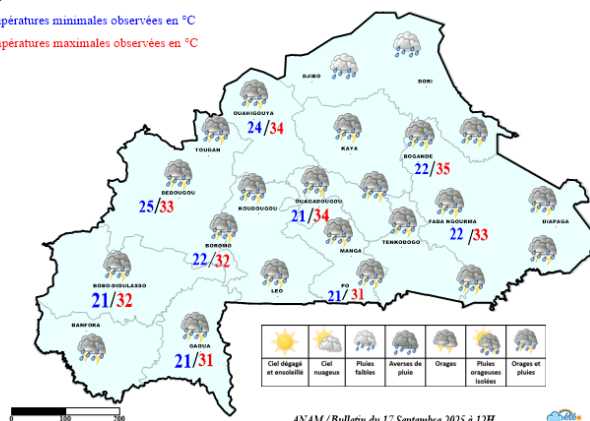 pératures minimales observées en °C
pératures maximales observées en °C
DJIBO
DORI
OUAHIGOUYA
24/34
TOUGAN
KAYA
BOGANDE
22/35
DEDOUGOU
25/33
KOUDOUGOU
OUAGADOUGOU
21/34
FADA NGOURMA
22/33
DIAPAGA
BOROMO
22/32
MANGA
TENKODOGO
BOBO-DIOULASSO
21/32
LEO
PO
21/31
BANFORA
GAOUA
21/31
Ciel dégagé et ensoleillé
Ciel nuageux
Pluies faibles
Averses de pluie
Orages
Pluies orageuses isolées
Orages et pluies
0 100 200
ANAM / Bulletin du 17 Septembre 2025 à 12H
été